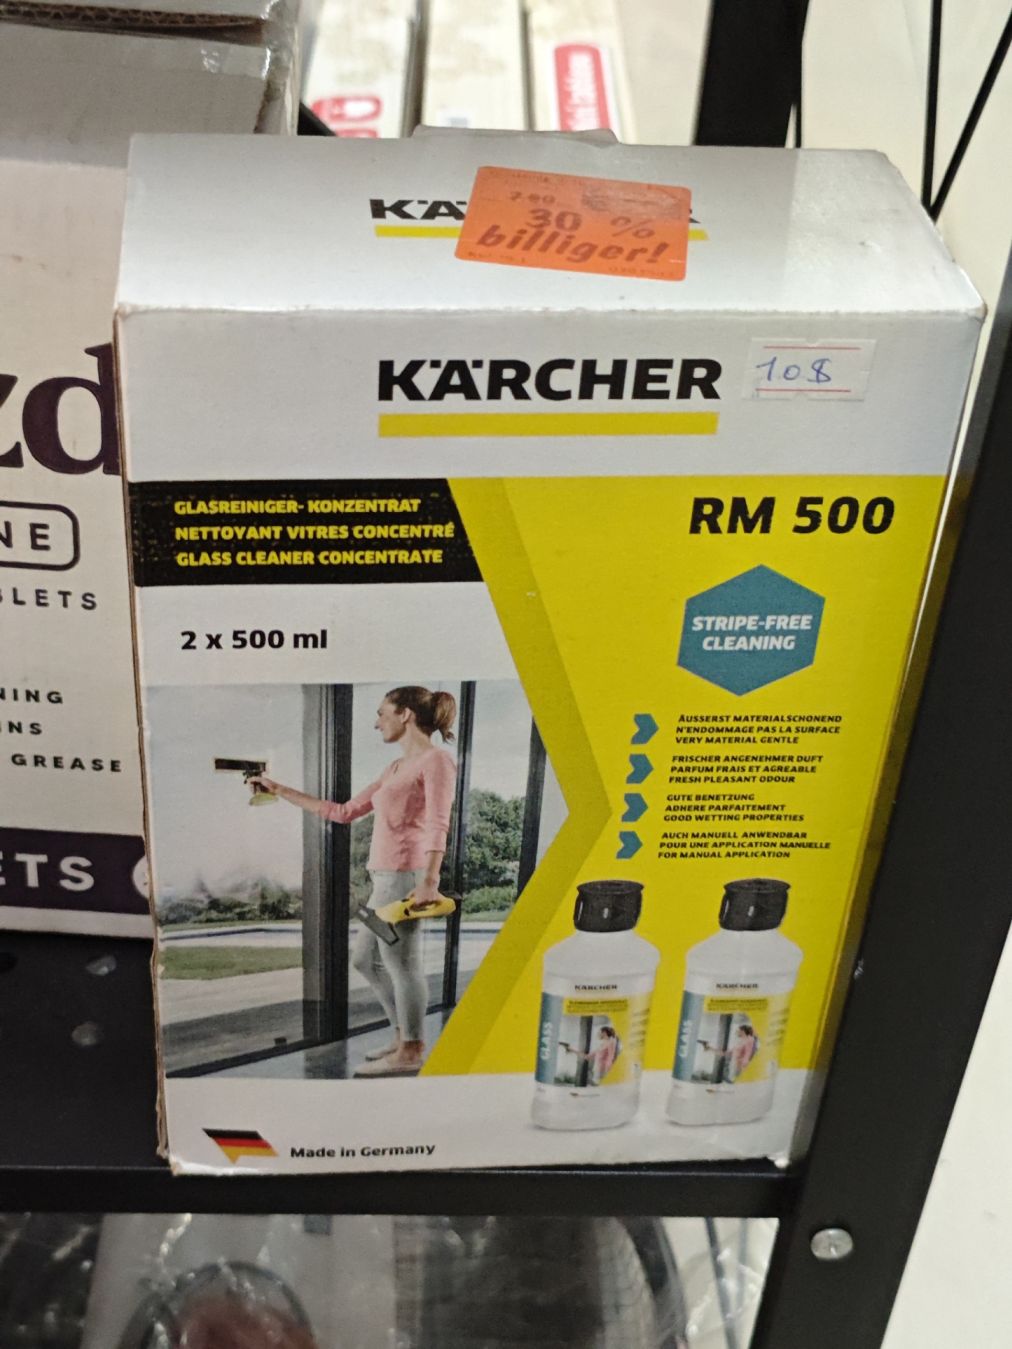 KÄ
30 %
billiger!
KÄRCHER
10$
GLASREINIGER- KONZENTRAT
NETTOYANT VITRES CONCENTRÉ
GLASS CLEANER CONCENTRATE
RM 500
2 x 500 ml
STRIPE-FREE
CLEANING
ÄUSSERST MATERIALSCHONEND
N'ENDOMMAGE PAS LA SURFACE
VERY MATERIAL GENTLE
FRISCHER ANGENEHMER DUFT
PARFUM FRAIS ET AGREABLE
FRESH PLEASANT ODOUR
GUTE BENETZUNG
ADHERE PARFAITEMENT
GOOD WETTING PROPERTIES
AUCH MANUELL ANWENDBAR
POUR UNE APPLICATION MANUELLE
FOR MANUAL APPLICATION
KÄRCHER
GLASS
KÄRCHER
GLASS
Made in Germany
zd
NE
BLETS
NING
INS
GREASE
ETS